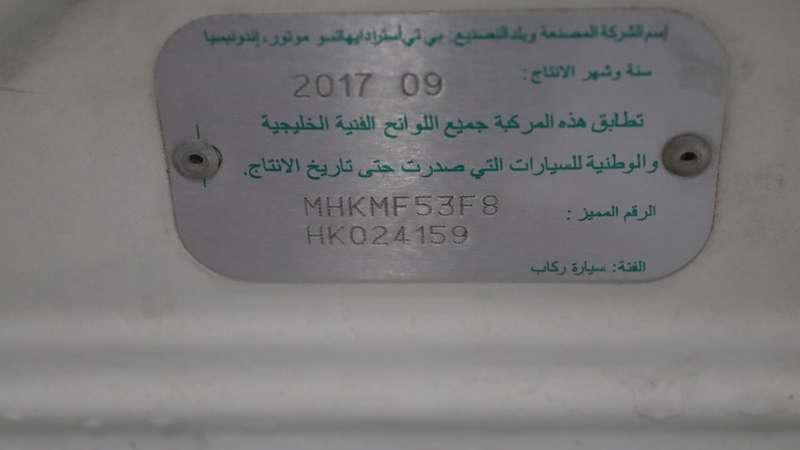 إسم الشركة المصنعة وبلد التصنيع: بي تي أسترا دايهاتسو موتور، إندونيسيا
سنة وشهر الانتاج: 2017 09
تطابق هذه المركبة جميع اللوائح الفنية الخليجية
والوطنية للسيارات التي صدرت حتى تاريخ الانتاج.
الرقم المميز: MHKMF53F8
HK024159
الفئة: سيارة ركاب